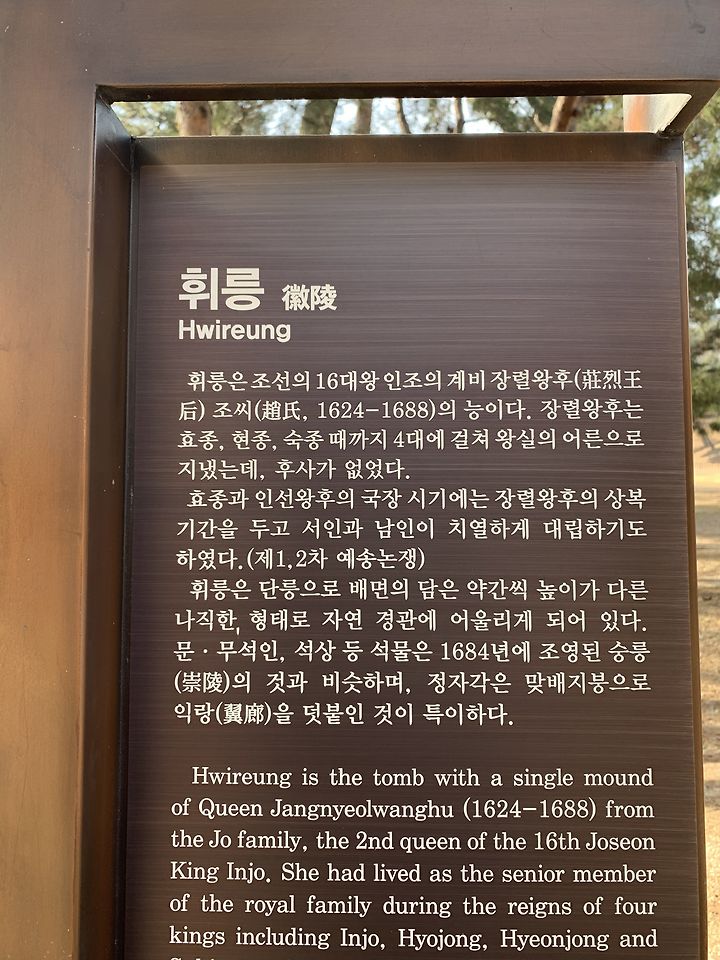 휘릉 徽陵
Hwireung
휘릉은 조선의 16대왕 인조의 계비 장렬왕후(莊烈王
后) 조씨(趙氏, 1624-1688)의 능이다. 장렬왕후는
효종, 현종, 숙종 때까지 4대에 걸쳐 왕실의 어른으로
지냈는데, 후사가 없었다.
효종과 인선왕후의 국장 시기에는 장렬왕후의 상복
기간을 두고 서인과 남인이 치열하게 대립하기도
하였다.(제1,2차 예송논쟁)
휘릉은 단릉으로 배면의 담은 약간씩 높이가 다른
나직한, 형태로 자연 경관에 어울리게 되어 있다.
문·무석인, 석상 등 석물은 1684년에 조영된 숭릉
(崇陵)의 것과 비슷하며, 정자각은 맞배지붕으로
익랑(翼廊)을 덧붙인 것이 특이하다.
Hwireung is the tomb with a single mound
of Queen Jangnyeolwanghu (1624-1688) from
the Jo family, the 2nd queen of the 16th Joseon
King Injo. She had lived as the senior member
of the royal family during the reigns of four
kings including Injo, Hyojong, Hyeonjong and